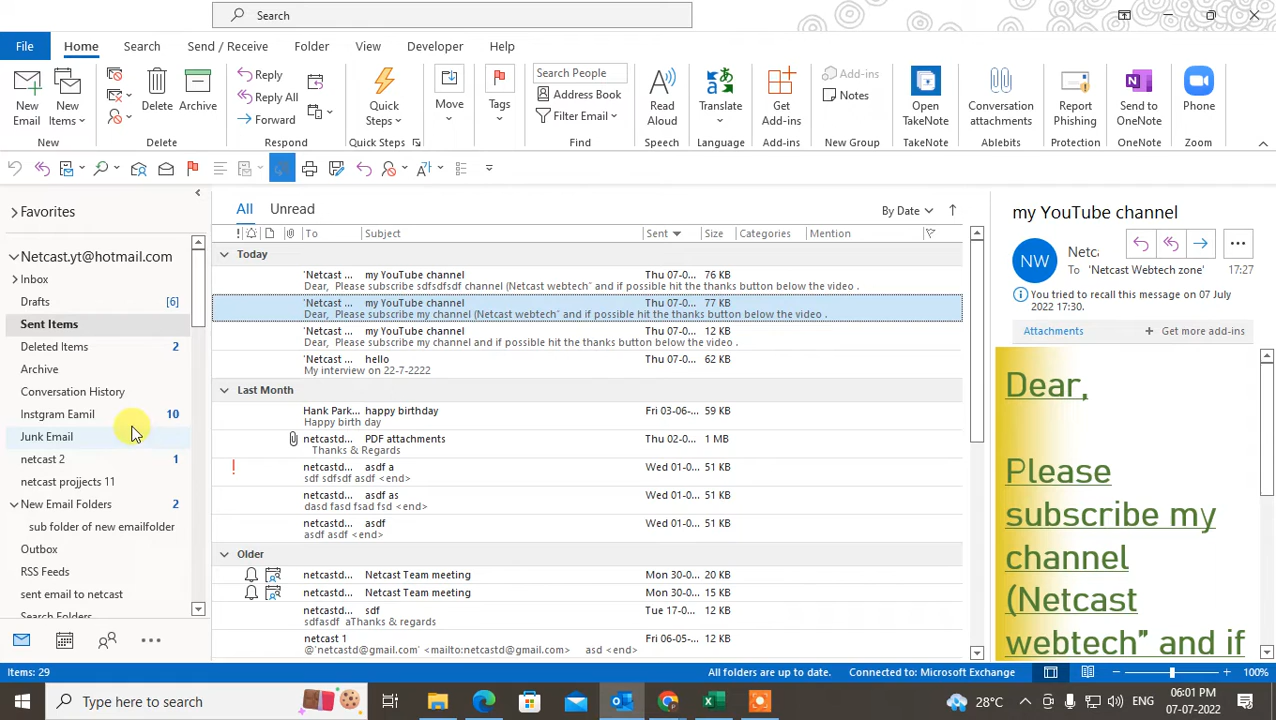 Search
File Home Search Send / Receive Folder View Developer Help
New Email
New Items
Delete
Archive
Reply
Reply All
Forward
Quick Steps
Move
Tags
Search People
Address Book
Filter Email
Read Aloud
Translate
Get Add-ins
Add-ins
Notes
Open TakeNote
Conversation attachments
Report Phishing
Send to OneNote
Phone
New Delete Respond Quick Steps Find Speech Language Add-ins New Group Ablebits Protection OneNote Zoom
Favorites
Netcast.yt@hotmail.com
Inbox
Drafts [6]
Sent Items
Deleted Items 2
Archive
Conversation History
Instgram Eamil 10
Junk Email
netcast 2 1
netcast projjects 11
New Email Folders 2
sub folder of new emailfolder
Outbox
RSS Feeds
sent email to netcast
Search Folders
All Unread By Date
! To Subject Sent Size Categories Mention
Today
'Netcast ... my YouTube channel Thu 07-0... 76 KB
Dear, Please subscribe sdfsdfsdf channel (Netcast webtech" and if possible hit the thanks button below the video .
'Netcast ... my YouTube channel Thu 07-0... 77 KB
Dear, Please subscribe my channel (Netcast webtech" and if possible hit the thanks button below the video .
'Netcast ... my YouTube channel Thu 07-0... 12 KB
Dear, Please subscribe my channel and if possible hit the thanks button below the video .
'Netcast ... hello Thu 07-0... 62 KB
My interview on 22-7-2222
Last Month
Hank Park... happy birthday Fri 03-06-... 59 KB
Happy birth day
netcastd... PDF attachments Thu 02-0... 1 MB
Thanks & Regards
! netcastd... asdf a Wed 01-0... 51 KB
sdf sdfsdf asdf <end>
netcastd... asdf as Wed 01-0... 51 KB
dasd fasd fsad fsd <end>
netcastd... asdf Wed 01-0... 51 KB
asdf asdf <end>
Older
netcastd... Netcast Team meeting Mon 30-0... 20 KB
netcastd... Netcast Team meeting Mon 30-0... 15 KB
netcastd... sdf Tue 17-0... 12 KB
sdfasdf aThanks & regards
netcast 1 Fri 06-05-... 12 KB
@'netcastd@gmail.com' <mailto:netcastd@gmail.com> asd <end>
my YouTube channel
NW
Netca
To 'Netcast Webtech zone' 17:27
You tried to recall this message on 07 July
2022 17:30.
Attachments + Get more add-ins
Dear,
Please
subscribe my
channel
(Netcast
webtech" and if
Items: 29 All folders are up to date. Connected to: Microsoft Exchange 100%
Type here to search 28°C ENG 06:01 PM
07-07-2022